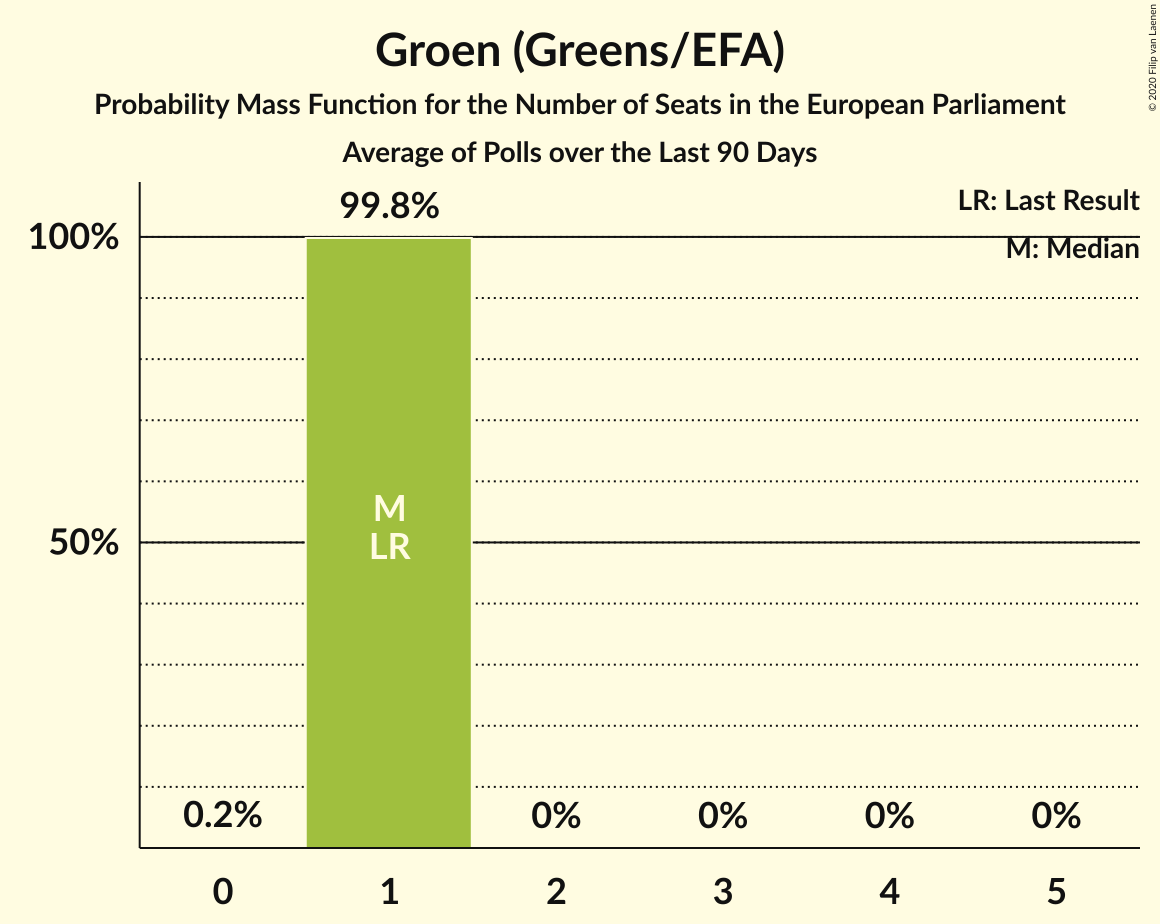 Groen (Greens/EFA)
Probability Mass Function for the Number of Seats in the European Parliament
Average of Polls over the Last 90 Days
© 2020 Filip van Laenen
LR: Last Result
M: Median
99.8%
100%
M
LR
50%
0.2%
0%
0%
0%
0%
0 1 2 3 4 5